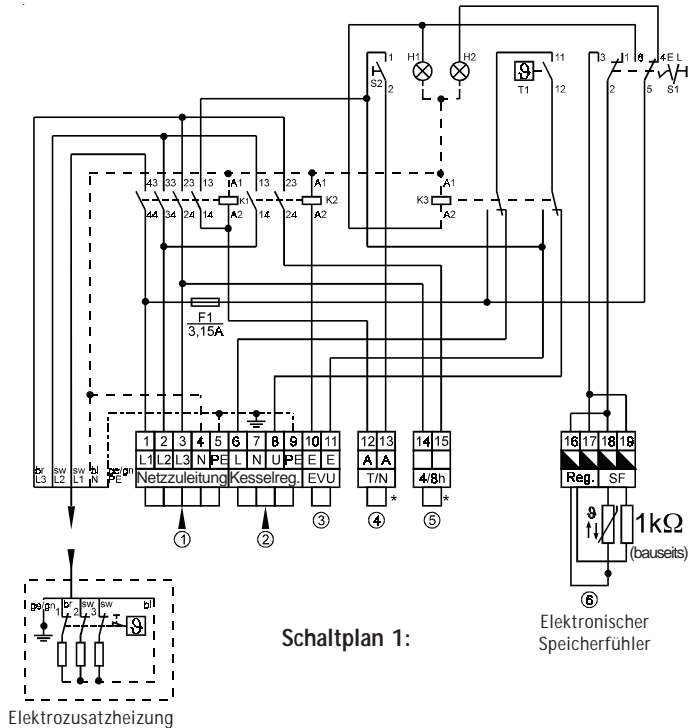 H1 H2
1 S2 2
11 T1 12
3 1 2 6 4 E L 5 S1
ϑ
43 33 23 13 A1 13 23 A1 A1
K1 K2 K3
44 34 24 14 A2 14 24 A2 A2
F1
3,15A
1 2 3 4 5 6 7 8 9 10 11 12 13 14 15 16 17 18 19
L1 L2 L3 N PE L N U PE E E A A
Netzzuleitung Kesselreg. EVU T/N 4/8h Reg. SF
* *
br sw sw bl ge/gn
L3 L2 L1 N PE
① ② ③ ④ ⑤
ϑ 1kΩ
(bauseits)
⑥
Elektronischer
Speicherfühler
Schaltplan 1:
ge/gn br sw sw bl
1 2 3
ϑ
Elektrozusatzheizung